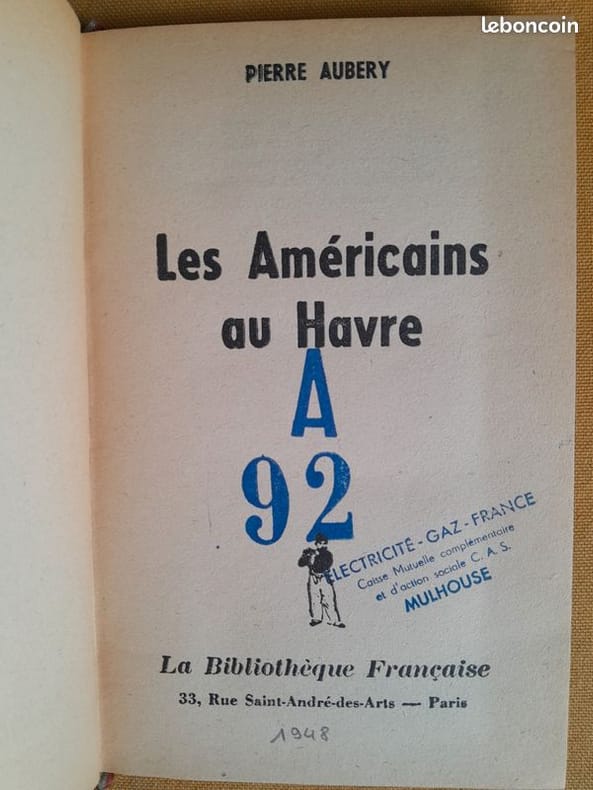 leboncoin
PIERRE AUBERY
Les Américains
au Havre
A
92
ÉLECTRICITÉ - GAZ - FRANCE
Caisse Mutuelle complémentaire
et d'action sociale C. A. S.
MULHOUSE
La Bibliothèque Française
33, Rue Saint-André-des-Arts — Paris
1948